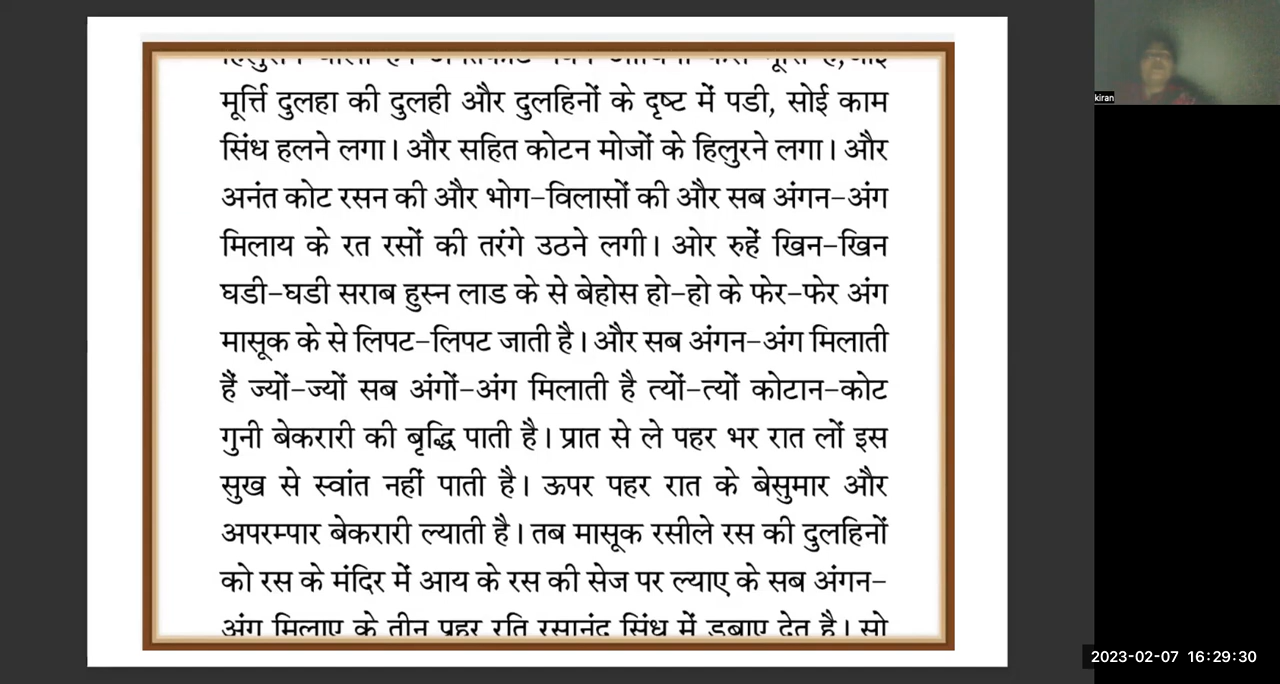 मूर्त्ति दुलहा की दुलही और दुलहिनों के दृष्ट में पडी, सोई काम
सिंध हलने लगा। और सहित कोटन मोजों के हिलुरने लगा। और
अनंत कोट रसन की और भोग-विलासों की और सब अंगन-अंग
मिलाय के रत रसों की तरंगे उठने लगी। ओर रुहें खिन-खिन
घडी-घडी सराब हुस्न लाड के से बेहोस हो-हो के फेर-फेर अंग
मासूक के से लिपट-लिपट जाती है। और सब अंगन-अंग मिलाती
हैं ज्यों-ज्यों सब अंगों-अंग मिलाती है त्यों-त्यों कोटान-कोट
गुनी बेकरारी की बृद्धि पाती है। प्रात से ले पहर भर रात लों इस
सुख से स्वांत नहीं पाती है। ऊपर पहर रात के बेसुमार और
अपरम्पार बेकरारी ल्याती है। तब मासूक रसीले रस की दुलहिनों
को रस के मंदिर में आय के रस की सेज पर ल्याए के सब अंगन-
अंग मिलाए के तीन प्रहर रति रसानंद सिंध में डुबाए देत है। सो
kiran
2023-02-07 16:29:30